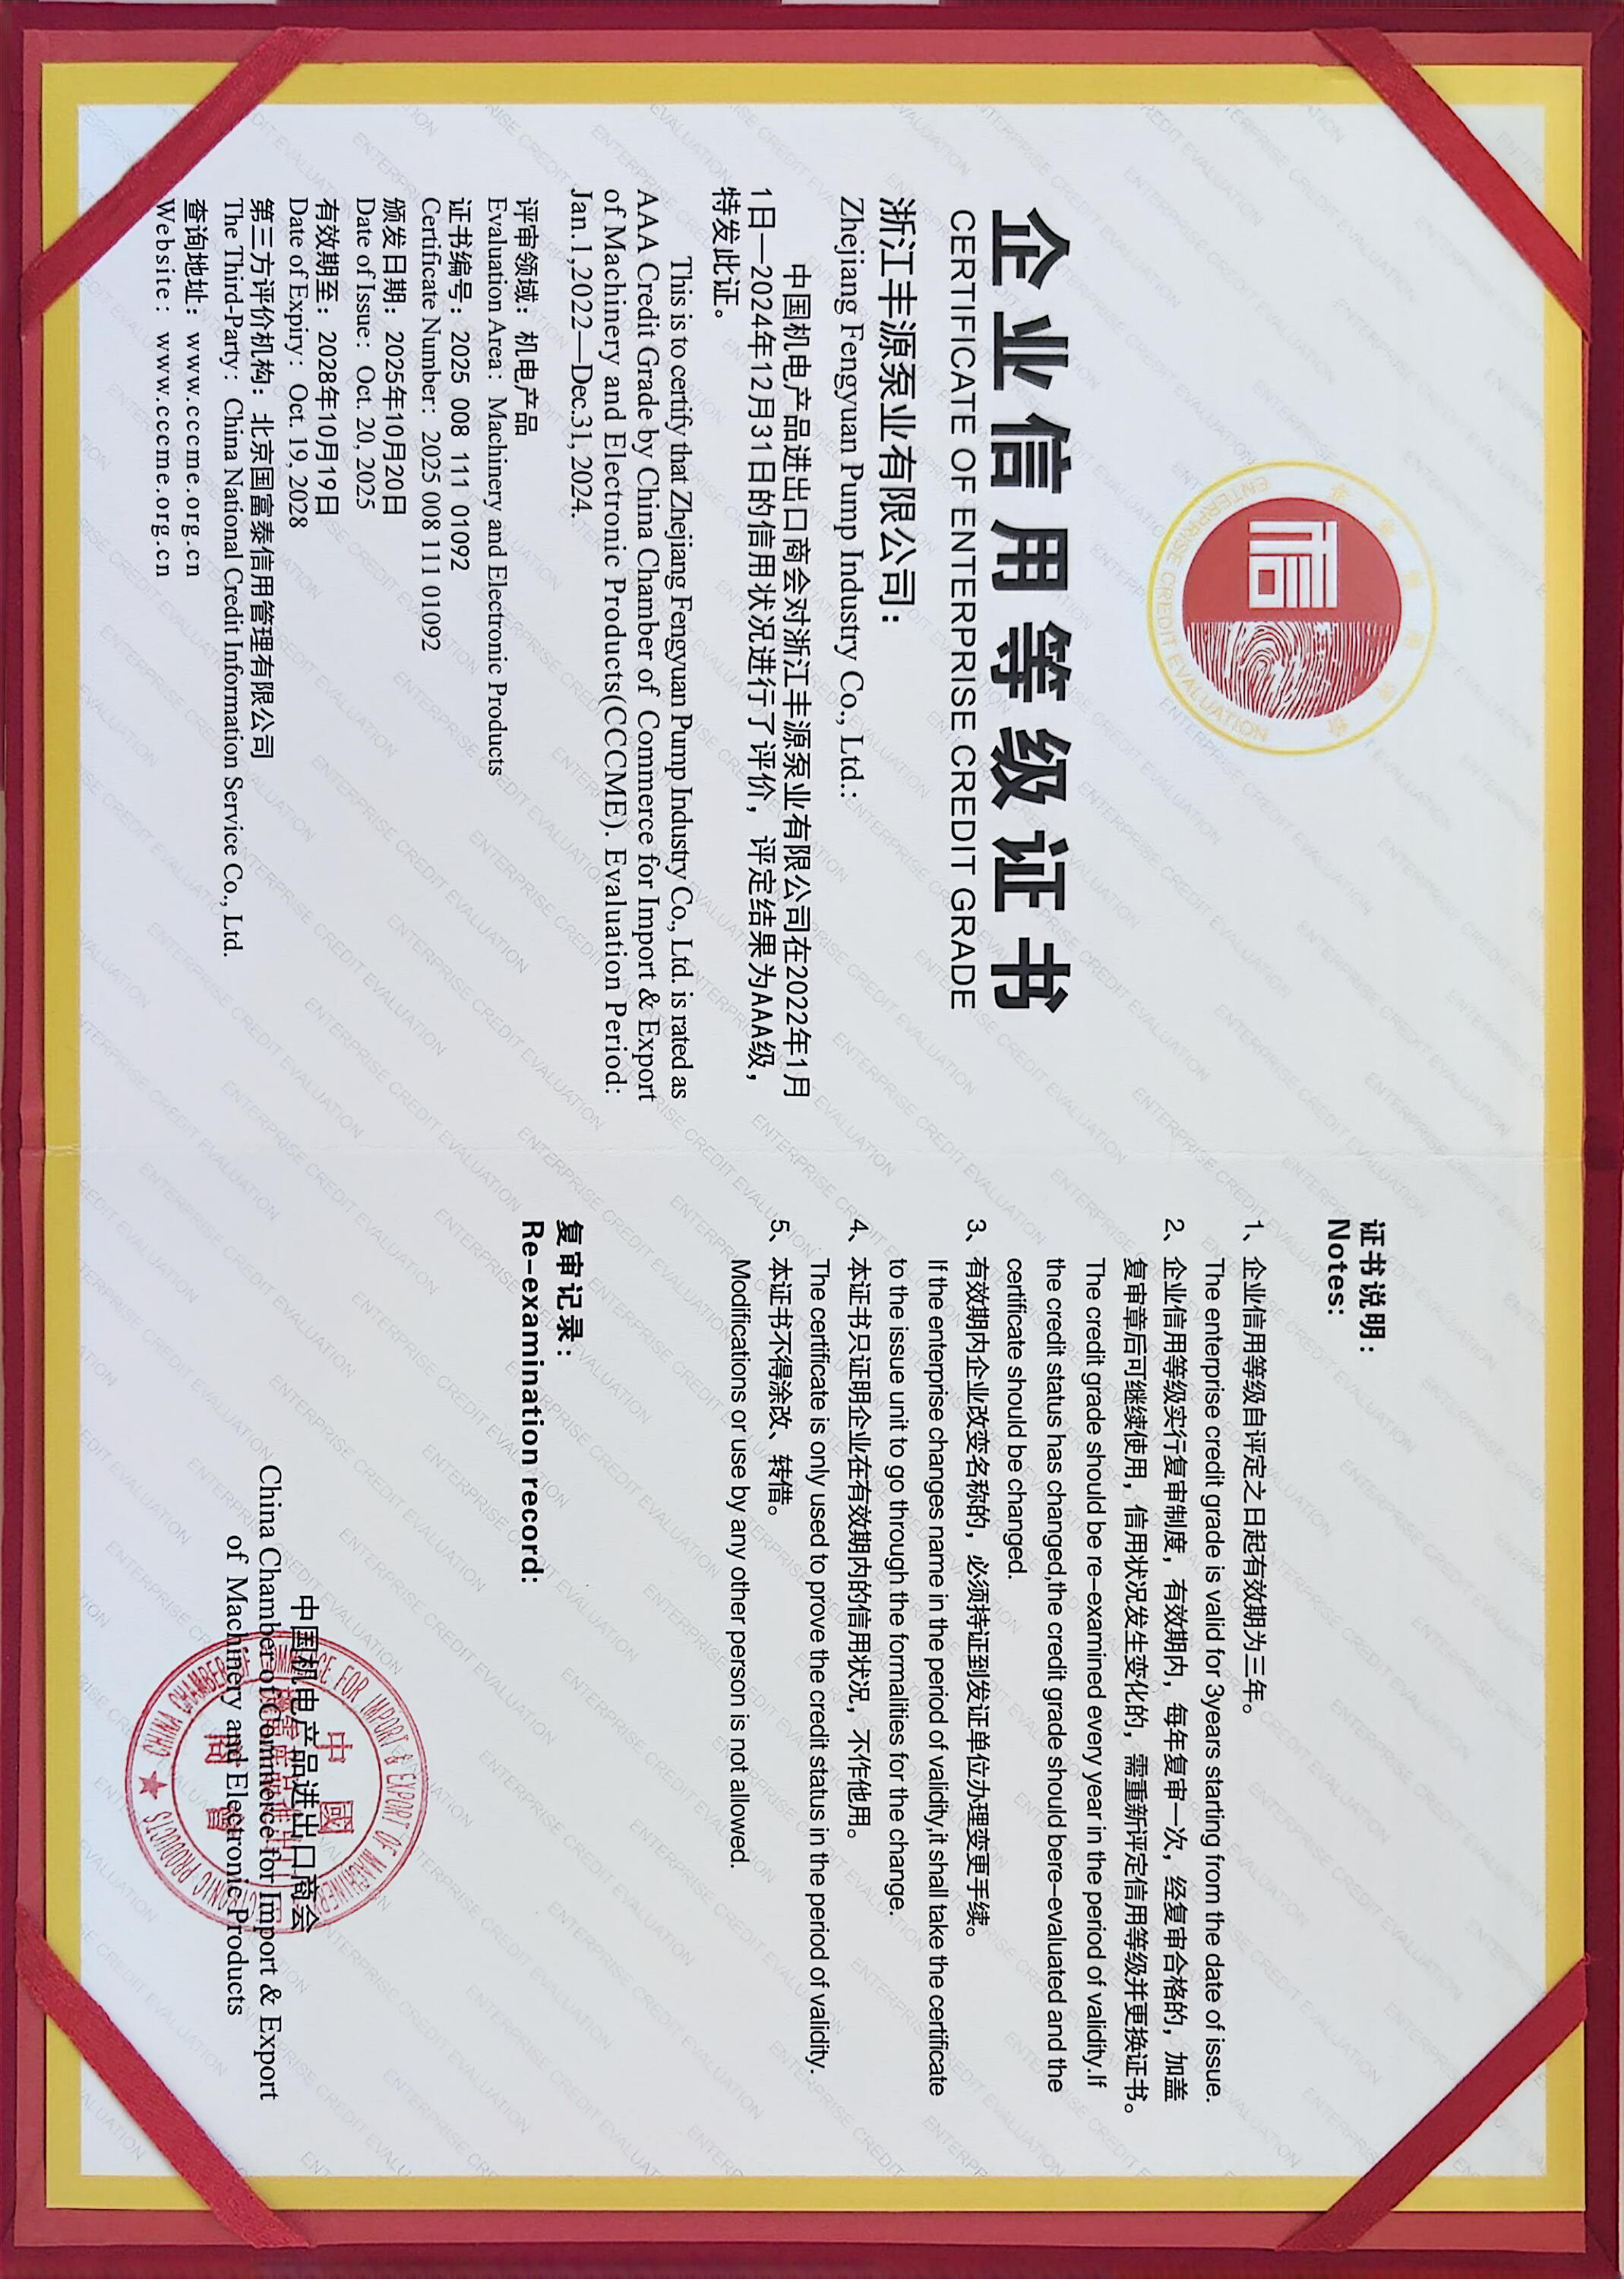 企业信用等级证书
CERTIFICATE OF ENTERPRISE CREDIT GRADE
浙江丰源泵业有限公司：
Zhejiang Fengyuan Pump Industry Co., Ltd.:
中国机电产品进出口商会对浙江丰源泵业有限公司在2022年1月
1日—2024年12月31日的信用状况进行了评价，评定结果为AAA级，
特发此证。
This is to certify that Zhejiang Fengyuan Pump Industry Co., Ltd. is rated as
AAA Credit Grade by China Chamber of Commerce for Import & Export
of Machinery and Electronic Products(CCCME). Evaluation Period:
Jan.1,2022—Dec.31, 2024.
评审领域：机电产品
Evaluation Area：Machinery and Electronic Products
证书编号：2025 008 111 01092
Certificate Number：2025 008 111 01092
颁发日期：2025年10月20日
Date of Issue：Oct. 20, 2025
有效期至：2028年10月19日
Date of Expiry：Oct. 19, 2028
第三方评价机构：北京国富泰信用管理有限公司
The Third-Party：China National Credit Information Service Co., Ltd.
查询地址：www.cccme.org.cn
Website：www.cccme.org.cn
信
ENTERPRISE CREDIT EVALUATION
证书说明：
Notes:
1、企业信用等级自评定之日起有效期为三年。
The enterprise credit grade is valid for 3years starting from the date of issue.
2、企业信用等级实行复审制度，有效期内，每年复审一次，经复审合格的，加盖
复审章后可继续使用，信用状况发生变化的，需重新评定信用等级并更换证书。
The credit grade should be re-examined every year in the period of validity.If
the credit status has changed,the credit grade should bere-evaluated and the
certificate should be changed.
3、有效期内企业改变名称的，必须持证到发证单位办理变更手续。
If the enterprise changes name in the period of validity,it shall take the certificate
to the issue unit to go through the formalities for the change.
4、本证书只证明企业在有效期内的信用状况，不作他用。
The certificate is only used to prove the credit status in the period of validity.
5、本证书不得涂改、转借。
Modifications or use by any other person is not allowed.
复审记录：
Re-examination record:
中国机电产品进出口商会
China Chamber of Commerce for Import & Export
of Machinery and Electronic Products